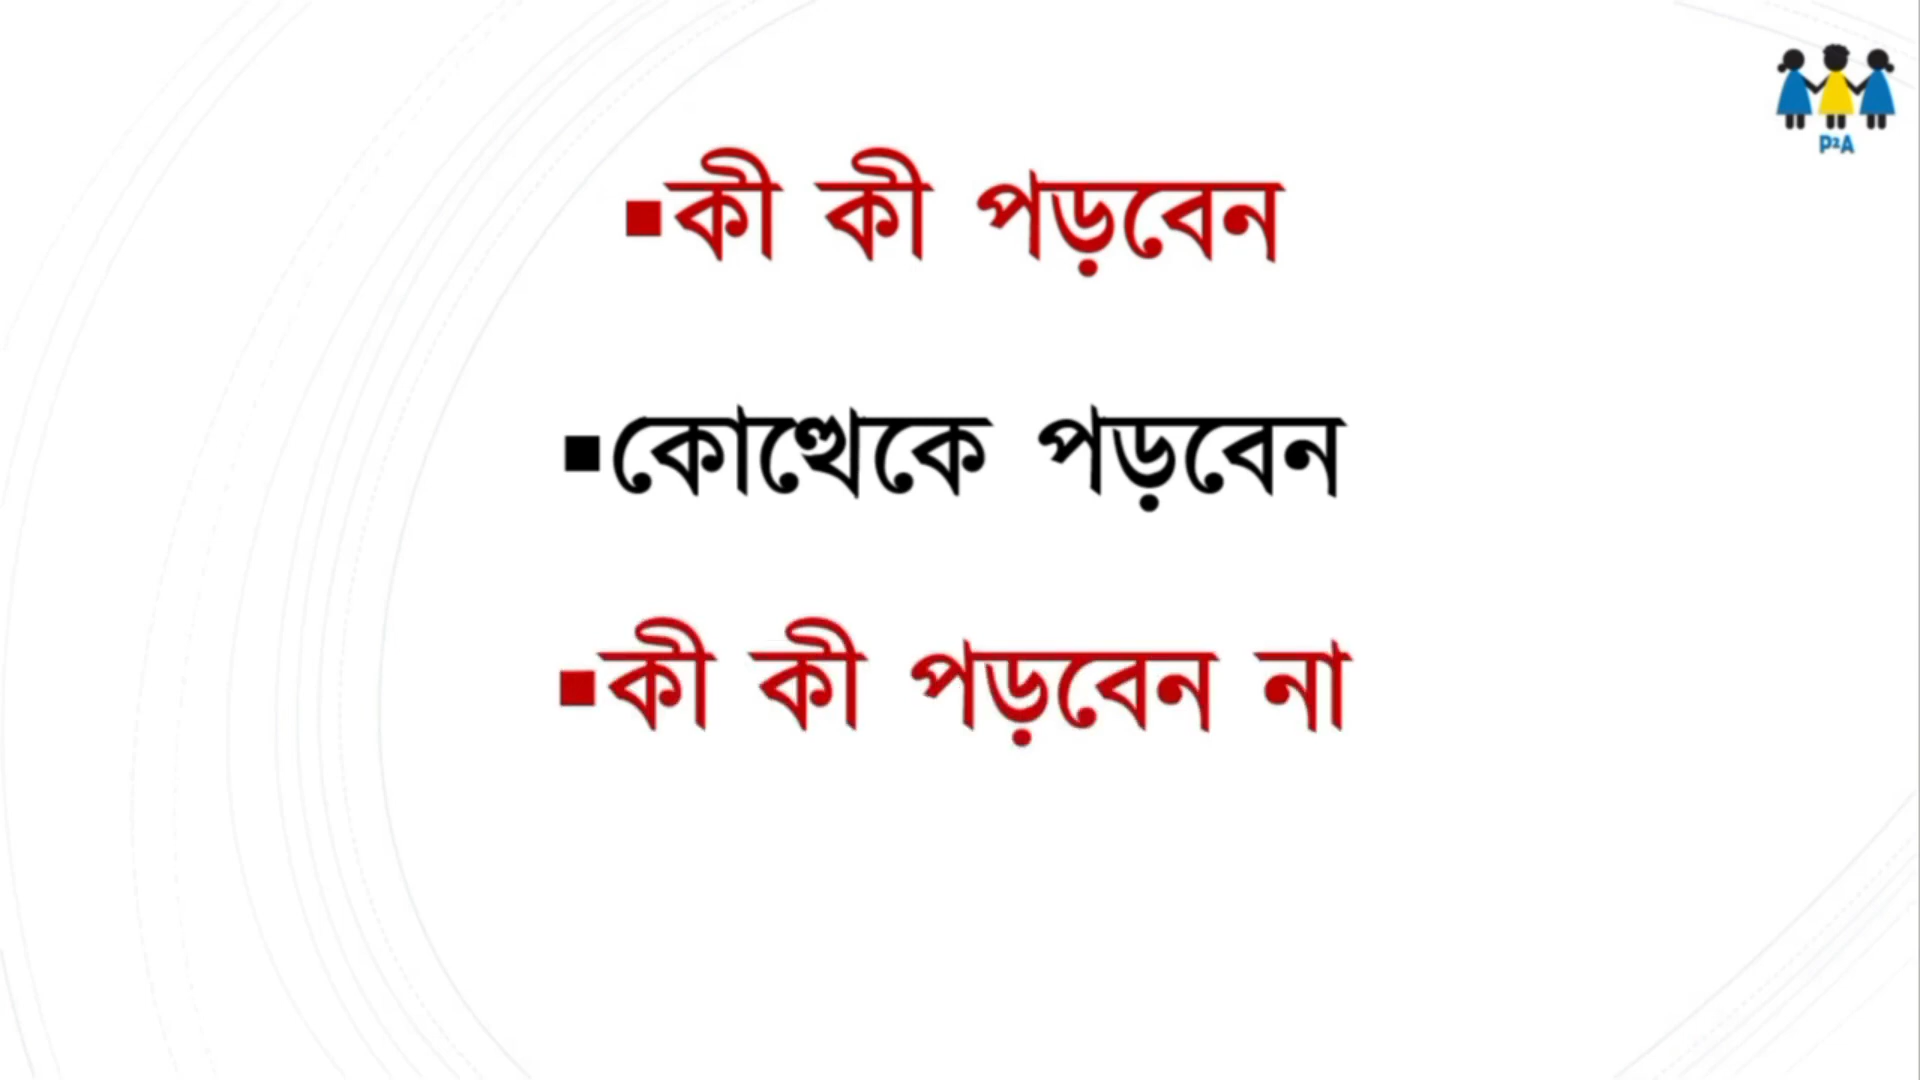 P²A
▪কী কী পড়বেন
▪কোত্থেকে পড়বেন
▪কী কী পড়বেন না